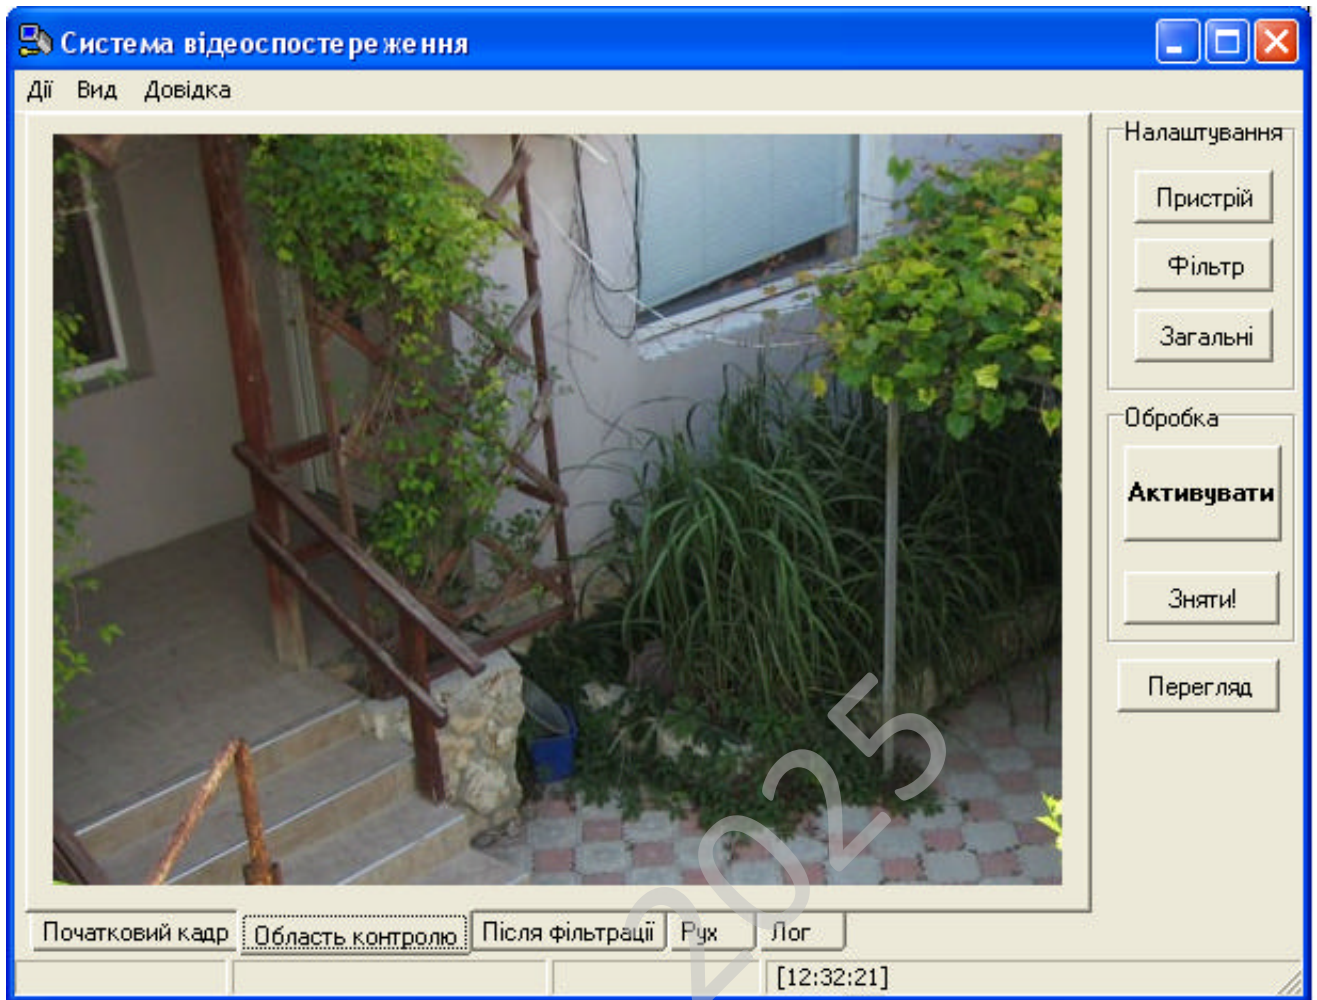 Система відеоспостереження
Дії Вид Довідка
Налаштування
Пристрій
Фільтр
Загальні
Обробка
Активувати
Зняти!
Перегляд
Початковий кадр Область контролю Після фільтрації Рух Лог
[12:32:21]
2025